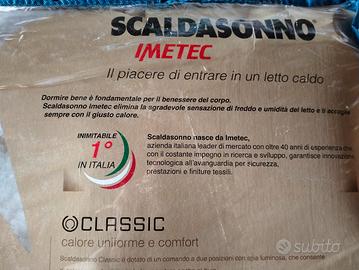 SCALDASONNO®
IMETEC
Il piacere di entrare in un letto caldo
Dormire bene è fondamentale per il benessere del corpo.
Scaldasonno Imetec elimina la sgradevole sensazione di freddo e umidità del letto e ti accoglie
sempre con il giusto calore.
INIMITABILE
1°
IN ITALIA
Scaldasonno nasce da Imetec,
azienda italiana leader di mercato con oltre 40 anni di esperienza che
con il costante impegno in ricerca e sviluppo, garantisce innovazione
tecnologica all'avanguardia per sicurezza,
prestazioni e finiture tessili.
CLASSIC
calore uniforme e comfort
Scaldasonno Classic è dotato di un comando a due posizioni con spia luminosa, che consente
subito